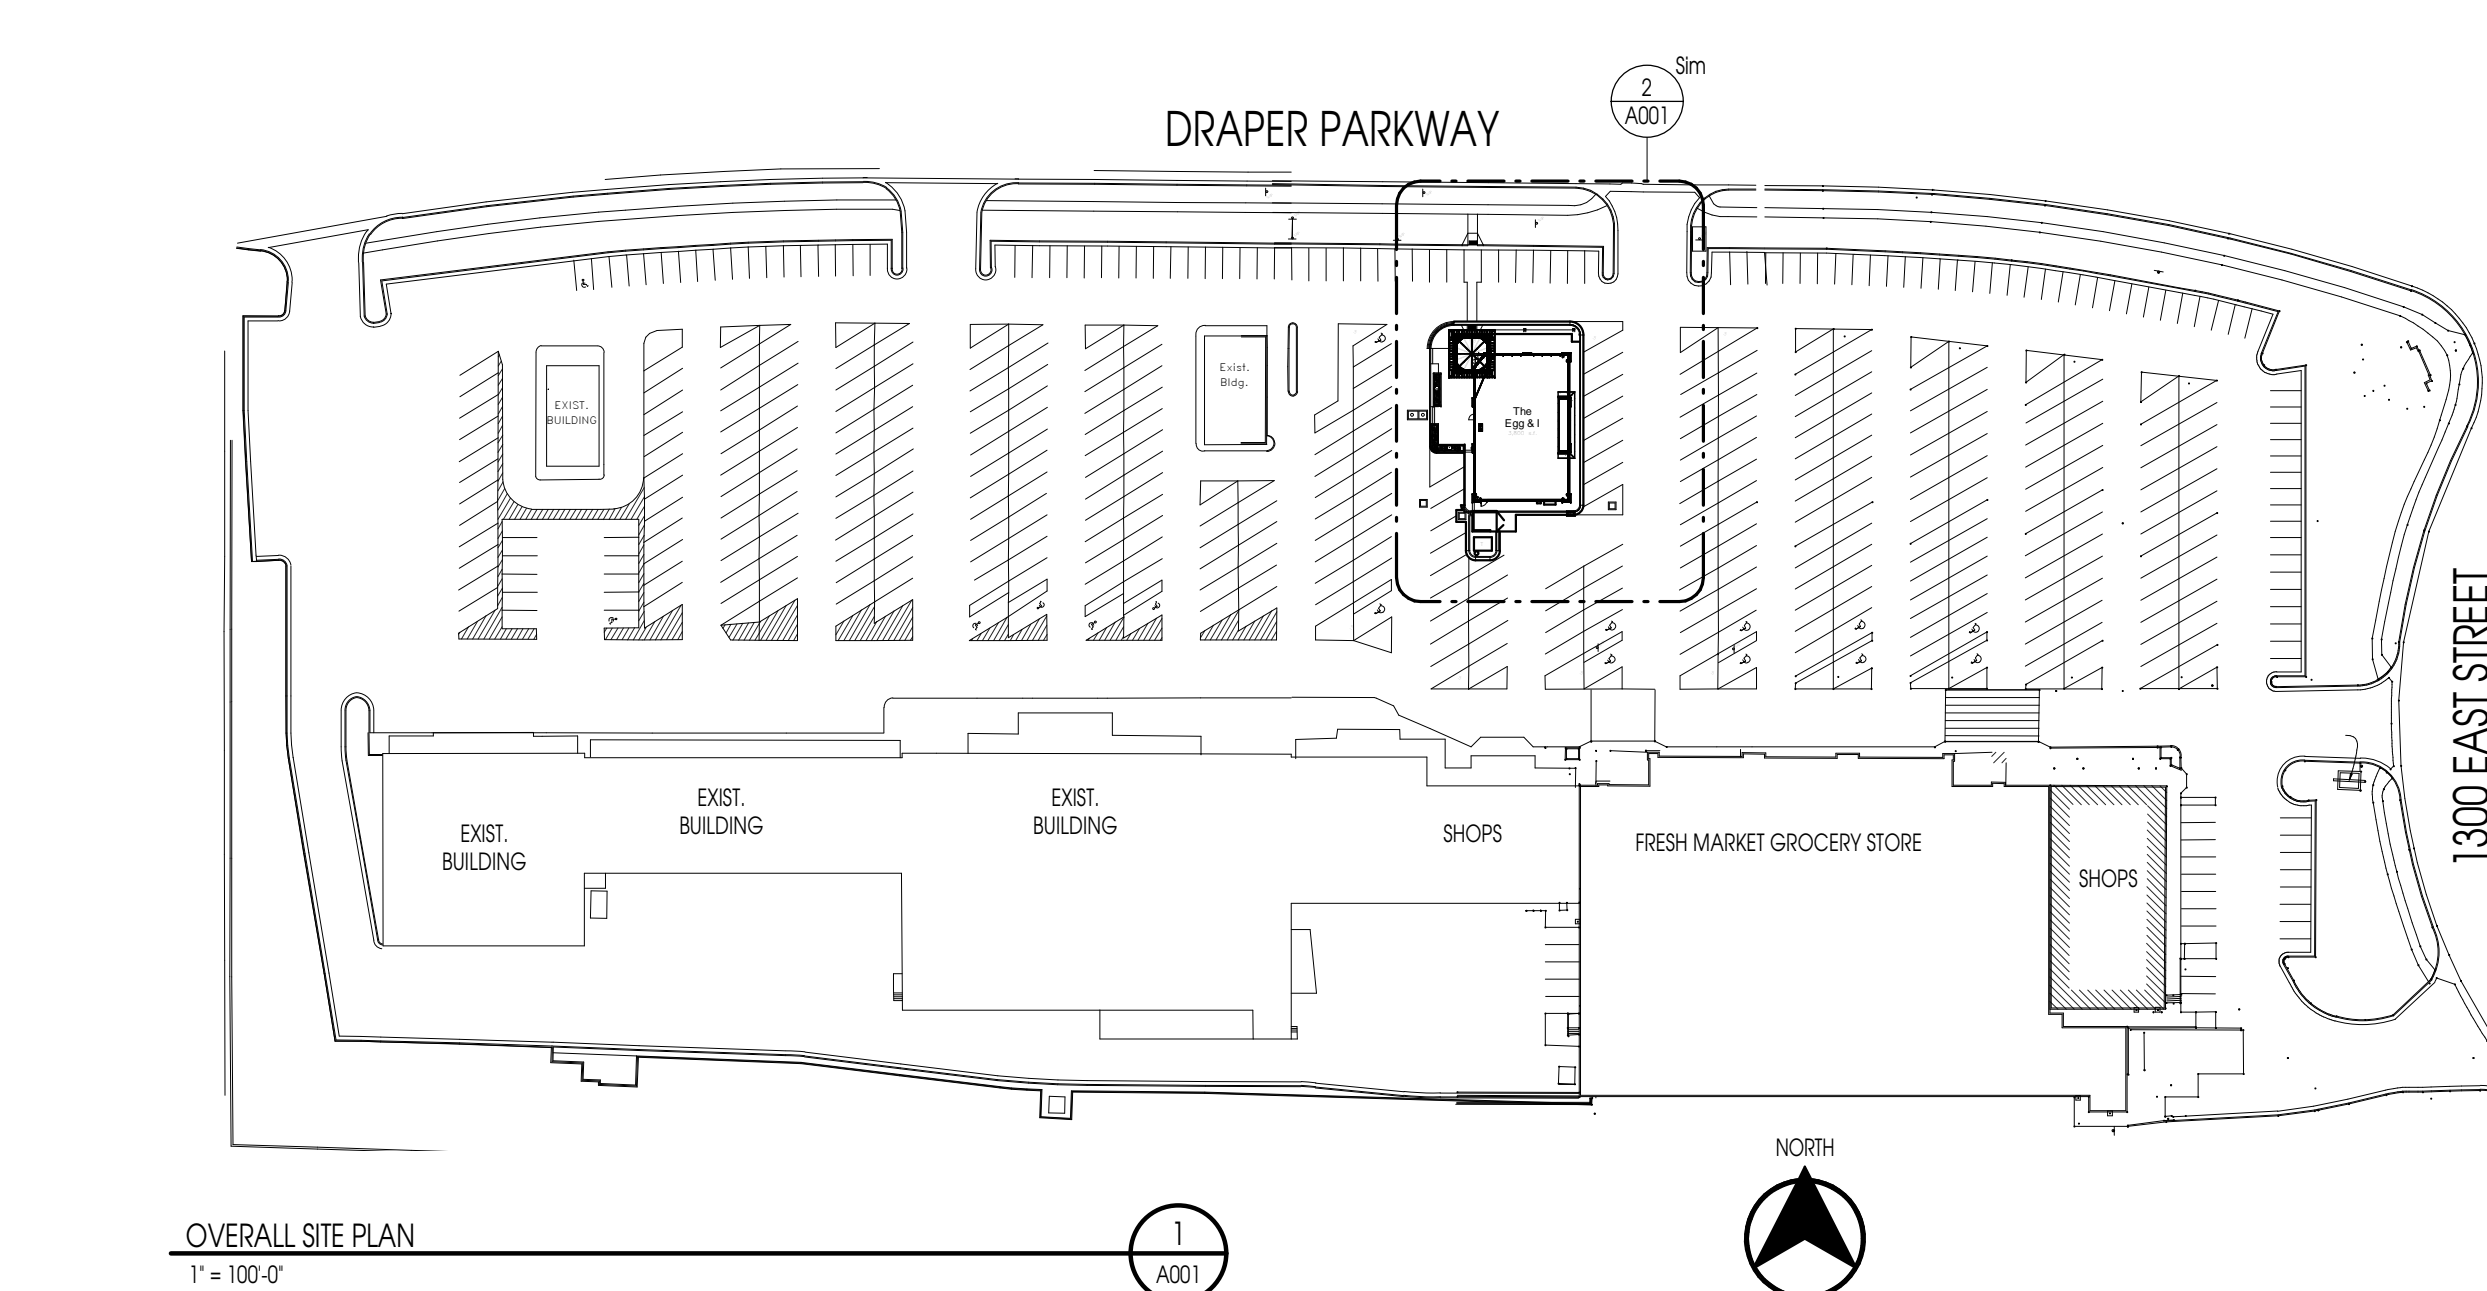 Sim
2
A001
DRAPER PARKWAY
Exist.
Bldg.
EXIST.
BUILDING
The
Egg & I
1300 EAST STREET
EXIST.
BUILDING
EXIST.
BUILDING
EXIST.
BUILDING
SHOPS
FRESH MARKET GROCERY STORE
SHOPS
NORTH
OVERALL SITE PLAN
1
1" = 100'-0"
A001